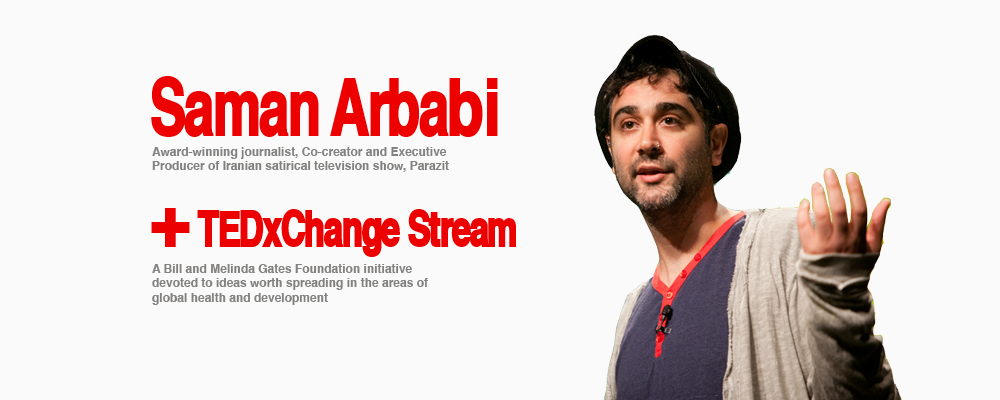 Saman Arbabi
Award-winning journalist, Co-creator and Executive
Producer of Iranian satirical television show, Parazit
+ TEDxChange Stream
A Bill and Melinda Gates Foundation initiative
devoted to ideas worth spreading in the areas of
global health and development